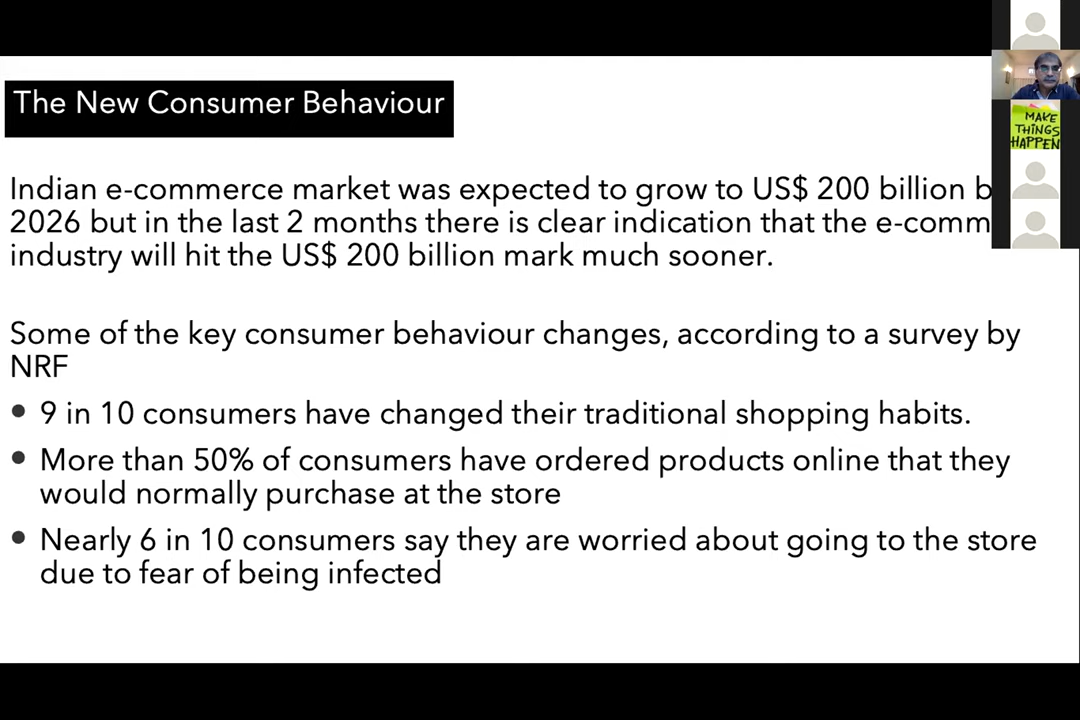 The New Consumer Behaviour
MAKE
THINGS
HAPPEN
Indian e-commerce market was expected to grow to US$ 200 billion b
2026 but in the last 2 months there is clear indication that the e-comm
industry will hit the US$ 200 billion mark much sooner.
Some of the key consumer behaviour changes, according to a survey by
NRF
• 9 in 10 consumers have changed their traditional shopping habits.
• More than 50% of consumers have ordered products online that they
would normally purchase at the store
• Nearly 6 in 10 consumers say they are worried about going to the store
due to fear of being infected